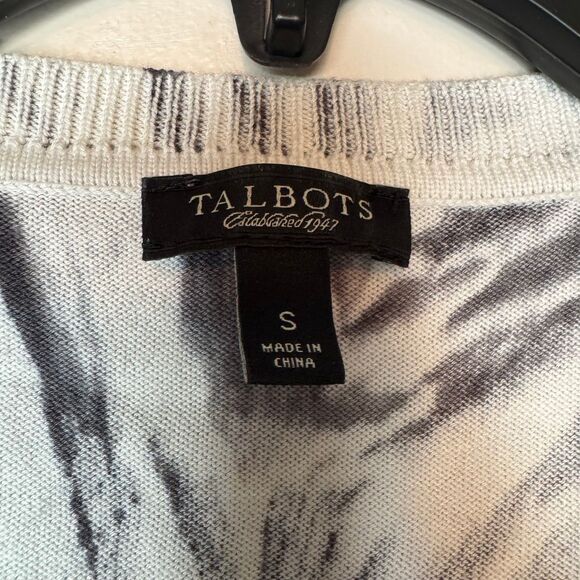 TALBOTS
Established 1947
S
MADE IN
CHINA